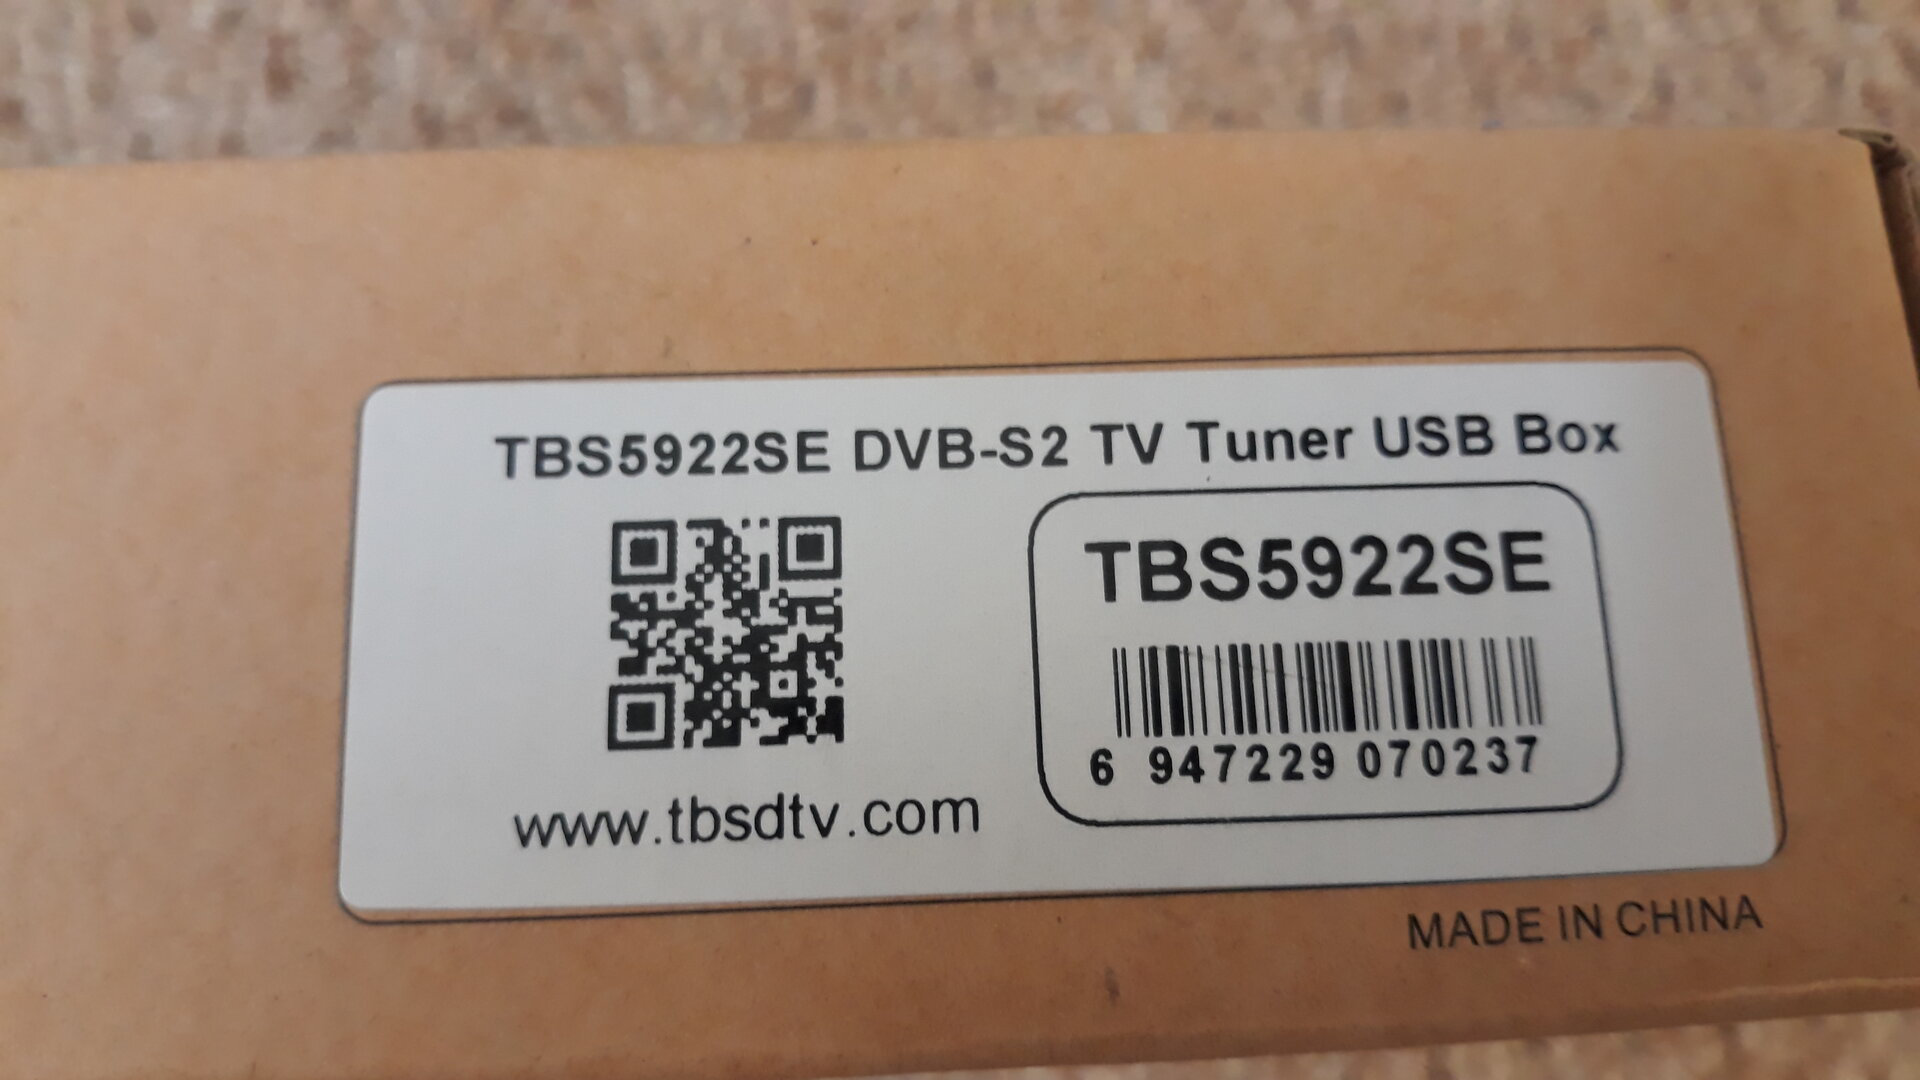 TBS5922SE DVB-S2 TV Tuner USB Box
TBS5922SE
6 947229 070237
www.tbsdtv.com
MADE IN CHINA